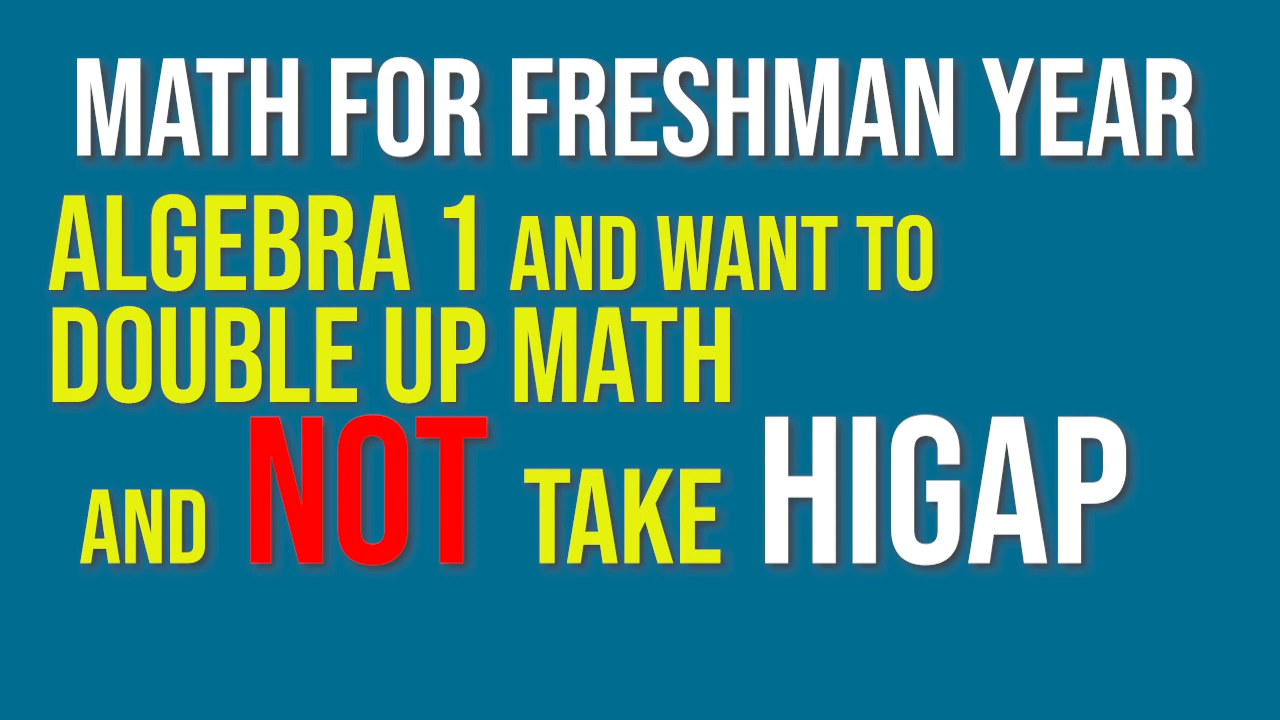 MATH FOR FRESHMAN YEAR
ALGEBRA 1 AND WANT TO
DOUBLE UP MATH
AND NOT TAKE HIGAP